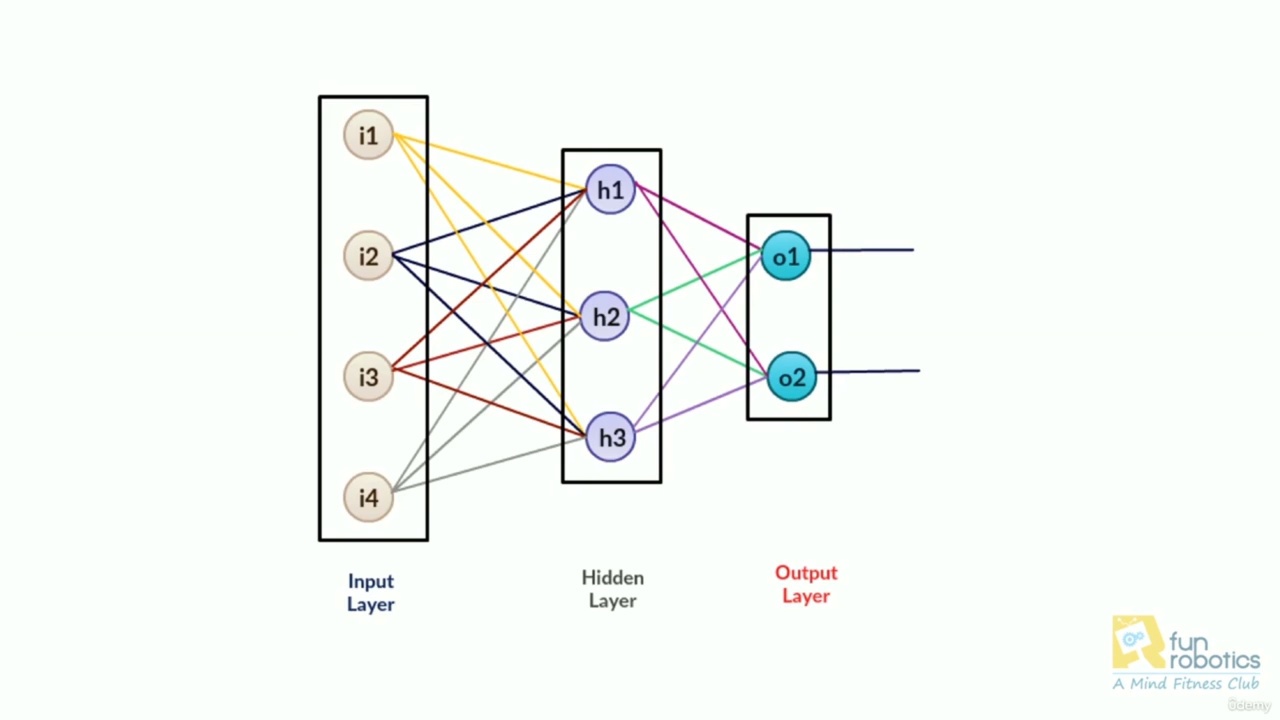 i1
i2
i3
i4
h1
h2
h3
o1
o2
Input
Layer
Hidden
Layer
Output
Layer
fun
robotics
A Mind Fitness Club
ûdemy